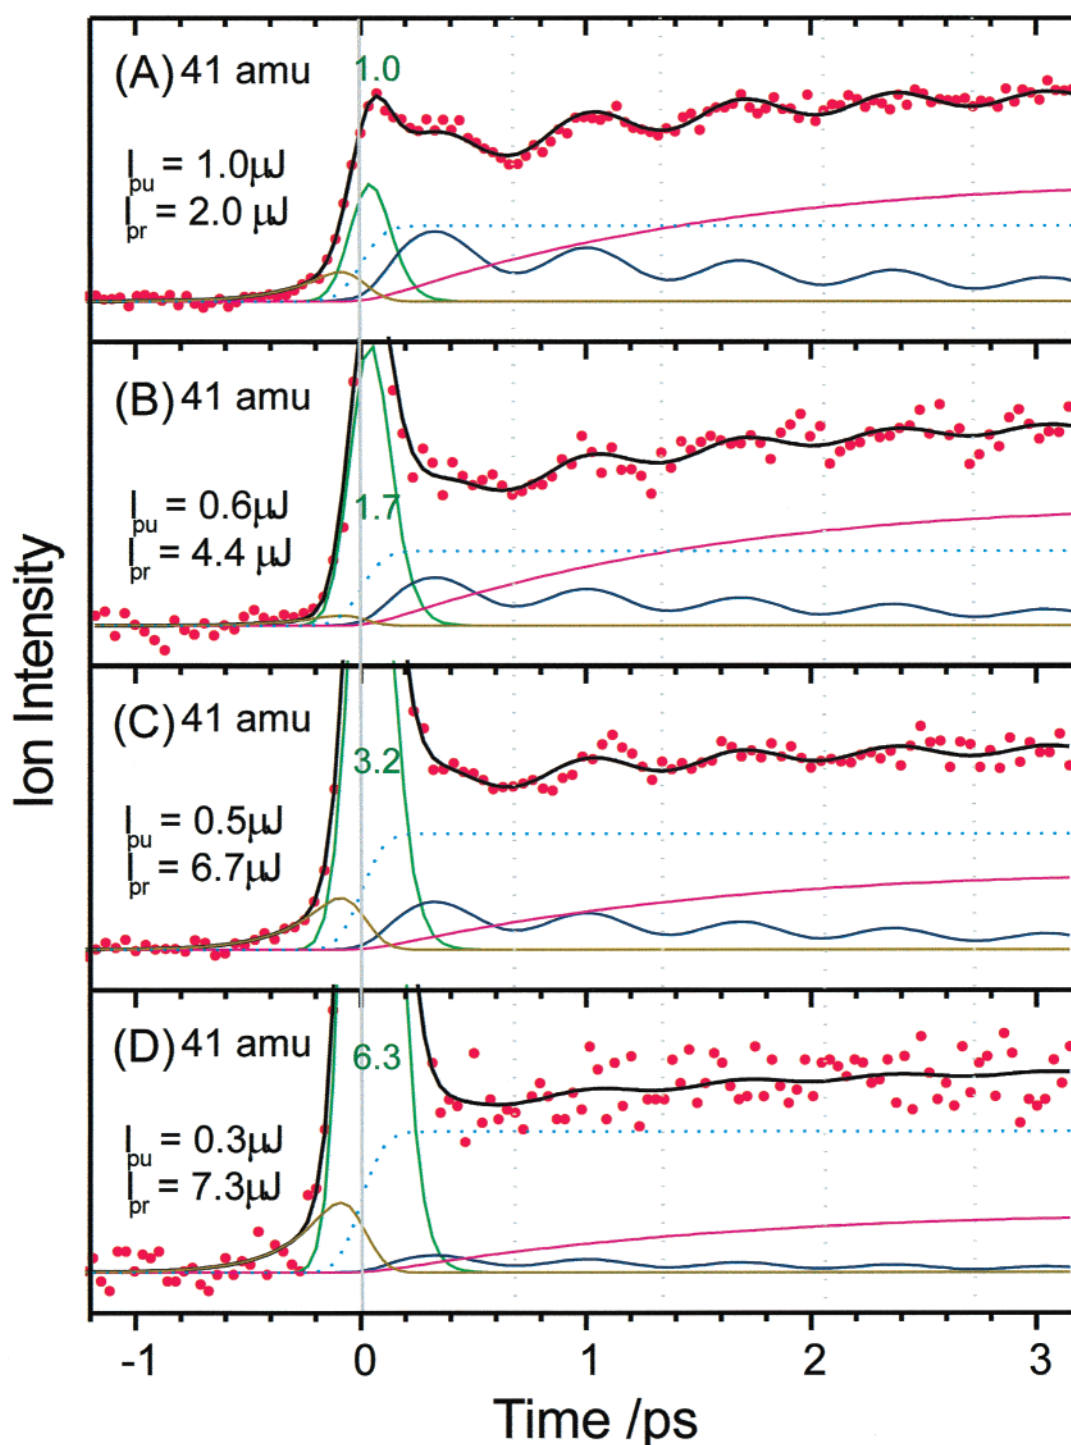 (A) 41 amu
1.0
I_pu = 1.0μJ
I_pr = 2.0 μJ
(B) 41 amu
1.7
I_pu = 0.6μJ
I_pr = 4.4 μJ
(C) 41 amu
3.2
I_pu = 0.5μJ
I_pr = 6.7μJ
(D) 41 amu
6.3
I_pu = 0.3μJ
I_pr = 7.3μJ
Ion Intensity
-1 0 1 2 3
Time /ps